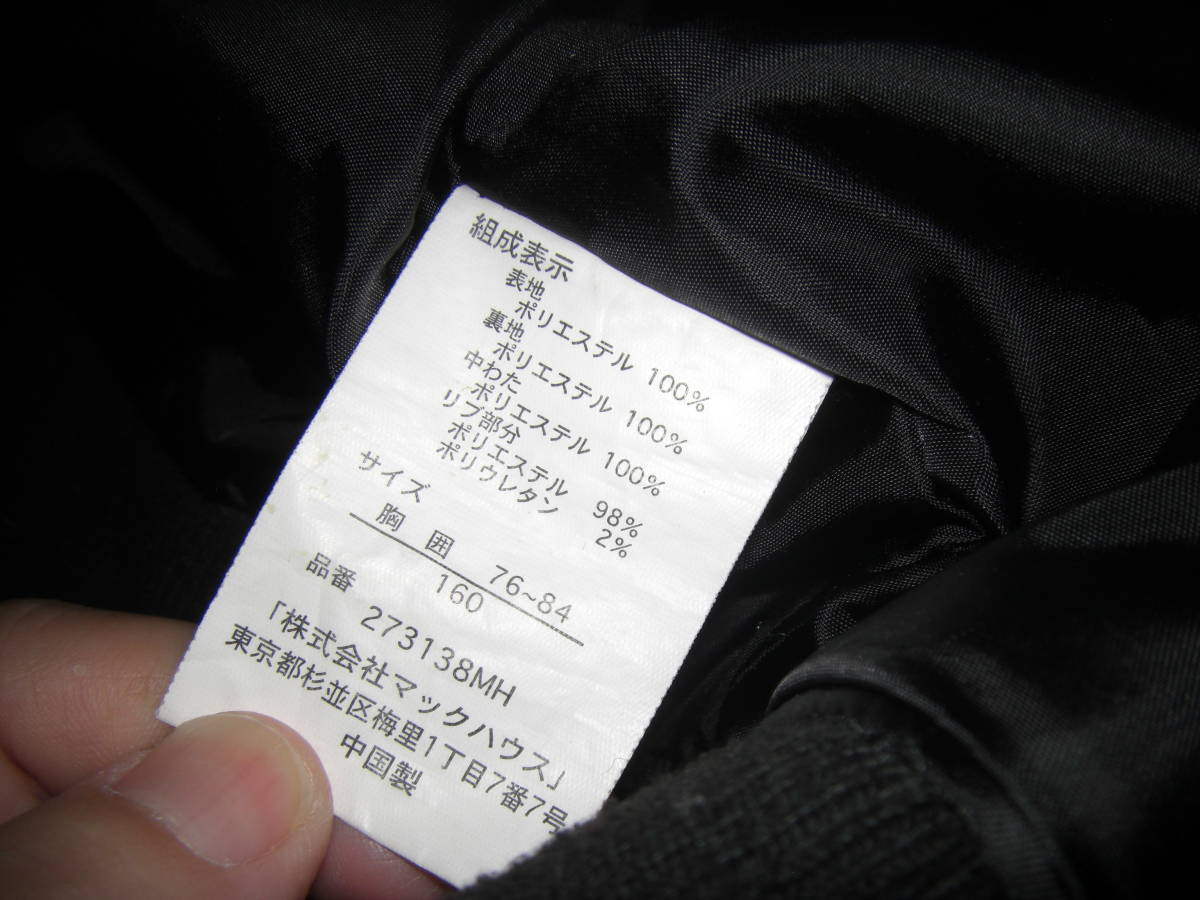 組成表示
表地
ポリエステル 100%
裏地
ポリエステル 100%
中わた
ポリエステル 100%
リブ部分
ポリエステル 98%
ポリウレタン 2%
サイズ
胸 囲 76~84
160
品番 273138MH
「株式会社マックハウス」
東京都杉並区梅里1丁目7番7号
中国製